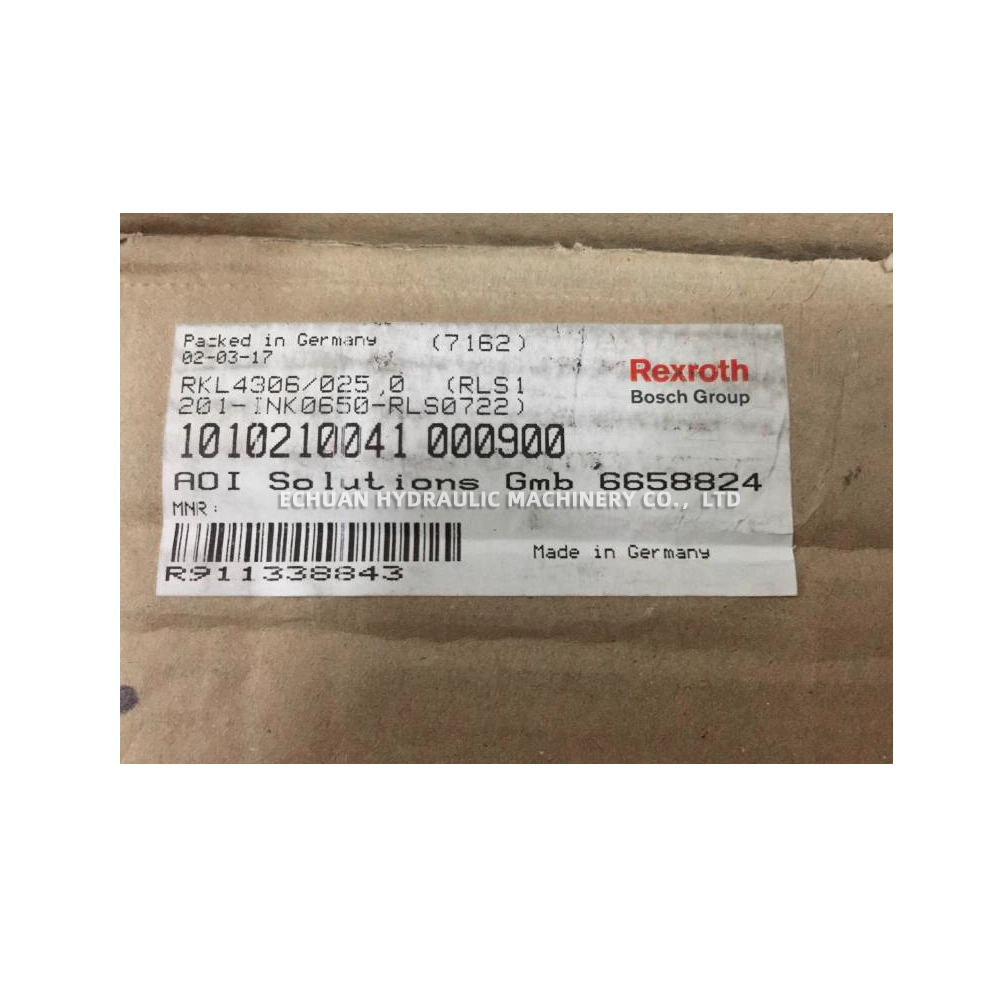 Packed in Germany (7162)
02-03-17
RKL4306/025,0 (RLS1
201-INK0650-RLS0722)
Rexroth
Bosch Group
1010210041 000900
AOI Solutions Gmb 6658824
ECHUAN HYDRAULIC MACHINERY CO., LTD
MNR:
Made in Germany
R911338843